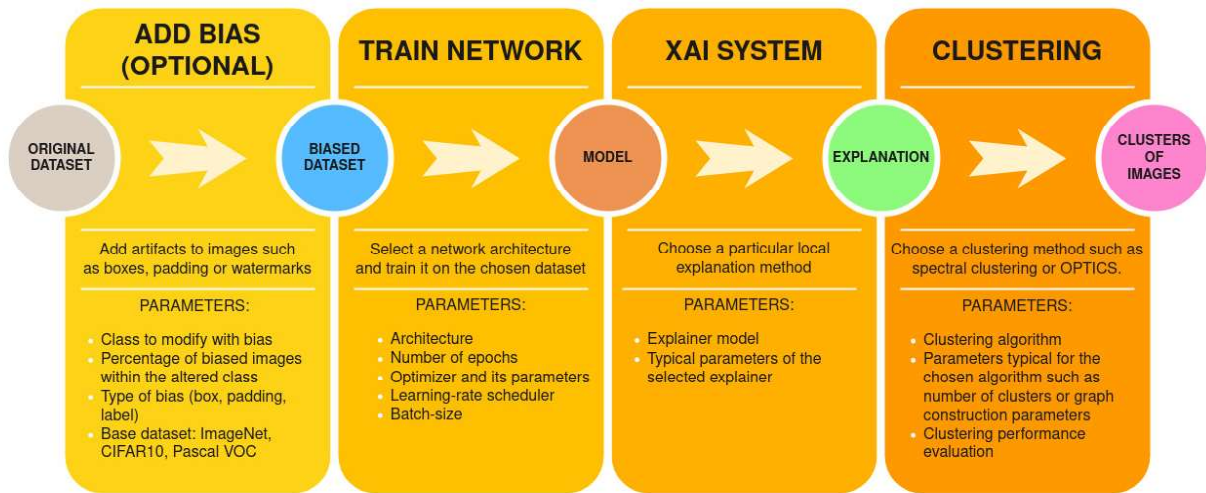 ADD BIAS
(OPTIONAL)
TRAIN NETWORK
XAI SYSTEM
CLUSTERING
ORIGINAL
DATASET
BIASED
DATASET
MODEL
EXPLANATION
CLUSTERS
OF
IMAGES
Add artifacts to images such
as boxes, padding or watermarks
PARAMETERS:
Class to modify with bias
Percentage of biased images
within the altered class
Type of bias (box, padding,
label)
Base dataset: ImageNet,
CIFAR10, Pascal VOC
Select a network architecture
and train it on the chosen dataset
PARAMETERS:
Architecture
Number of epochs
Optimizer and its parameters
Learning-rate scheduler
Batch-size
Choose a particular local
explanation method
PARAMETERS:
Explainer model
Typical parameters of the
selected explainer
Choose a clustering method such as
spectral clustering or OPTICS.
PARAMETERS:
Clustering algorithm
Parameters typical for the
chosen algorithm such as
number of clusters or graph
construction parameters
Clustering performance
evaluation